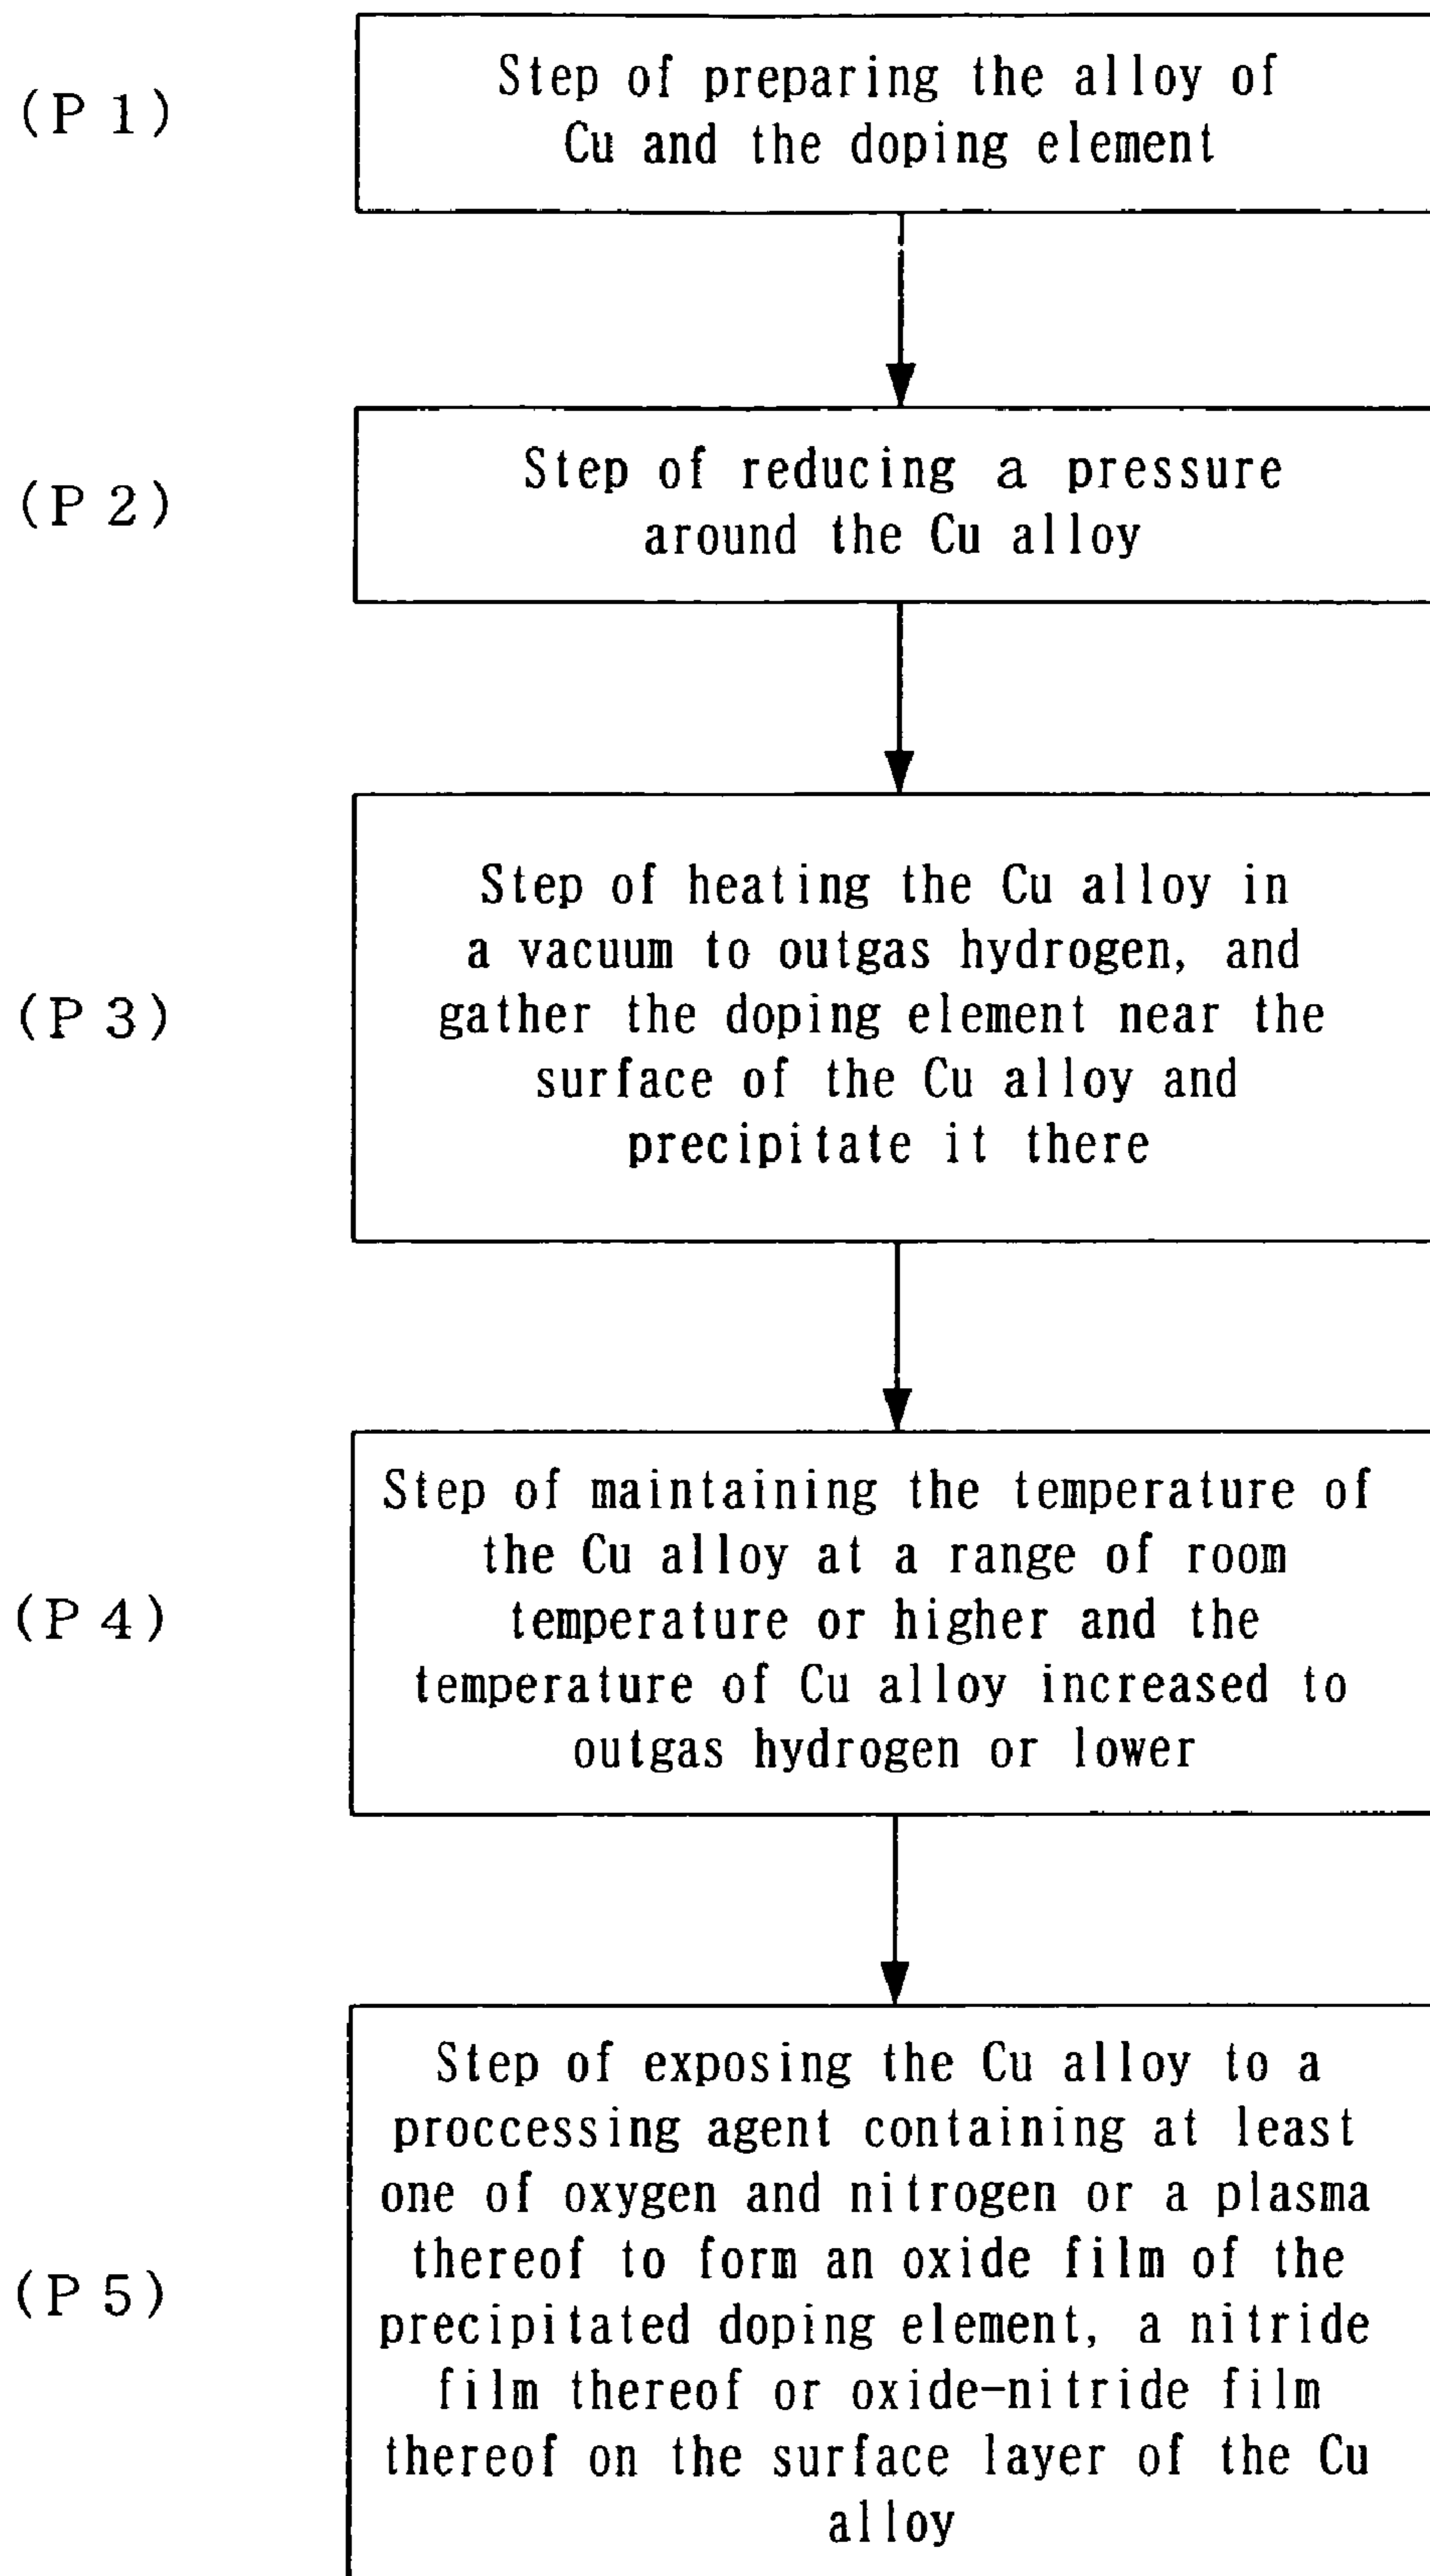 (P 1)
Step of preparing the alloy of
Cu and the doping element
(P 2)
Step of reducing a pressure
around the Cu alloy
(P 3)
Step of heating the Cu alloy in
a vacuum to outgas hydrogen, and
gather the doping element near the
surface of the Cu alloy and
precipitate it there
(P 4)
Step of maintaining the temperature of
the Cu alloy at a range of room
temperature or higher and the
temperature of Cu alloy increased to
outgas hydrogen or lower
(P 5)
Step of exposing the Cu alloy to a
proccessing agent containing at least
one of oxygen and nitrogen or a plasma
thereof to form an oxide film of the
precipitated doping element, a nitride
film thereof or oxide-nitride film
thereof on the surface layer of the Cu
alloy